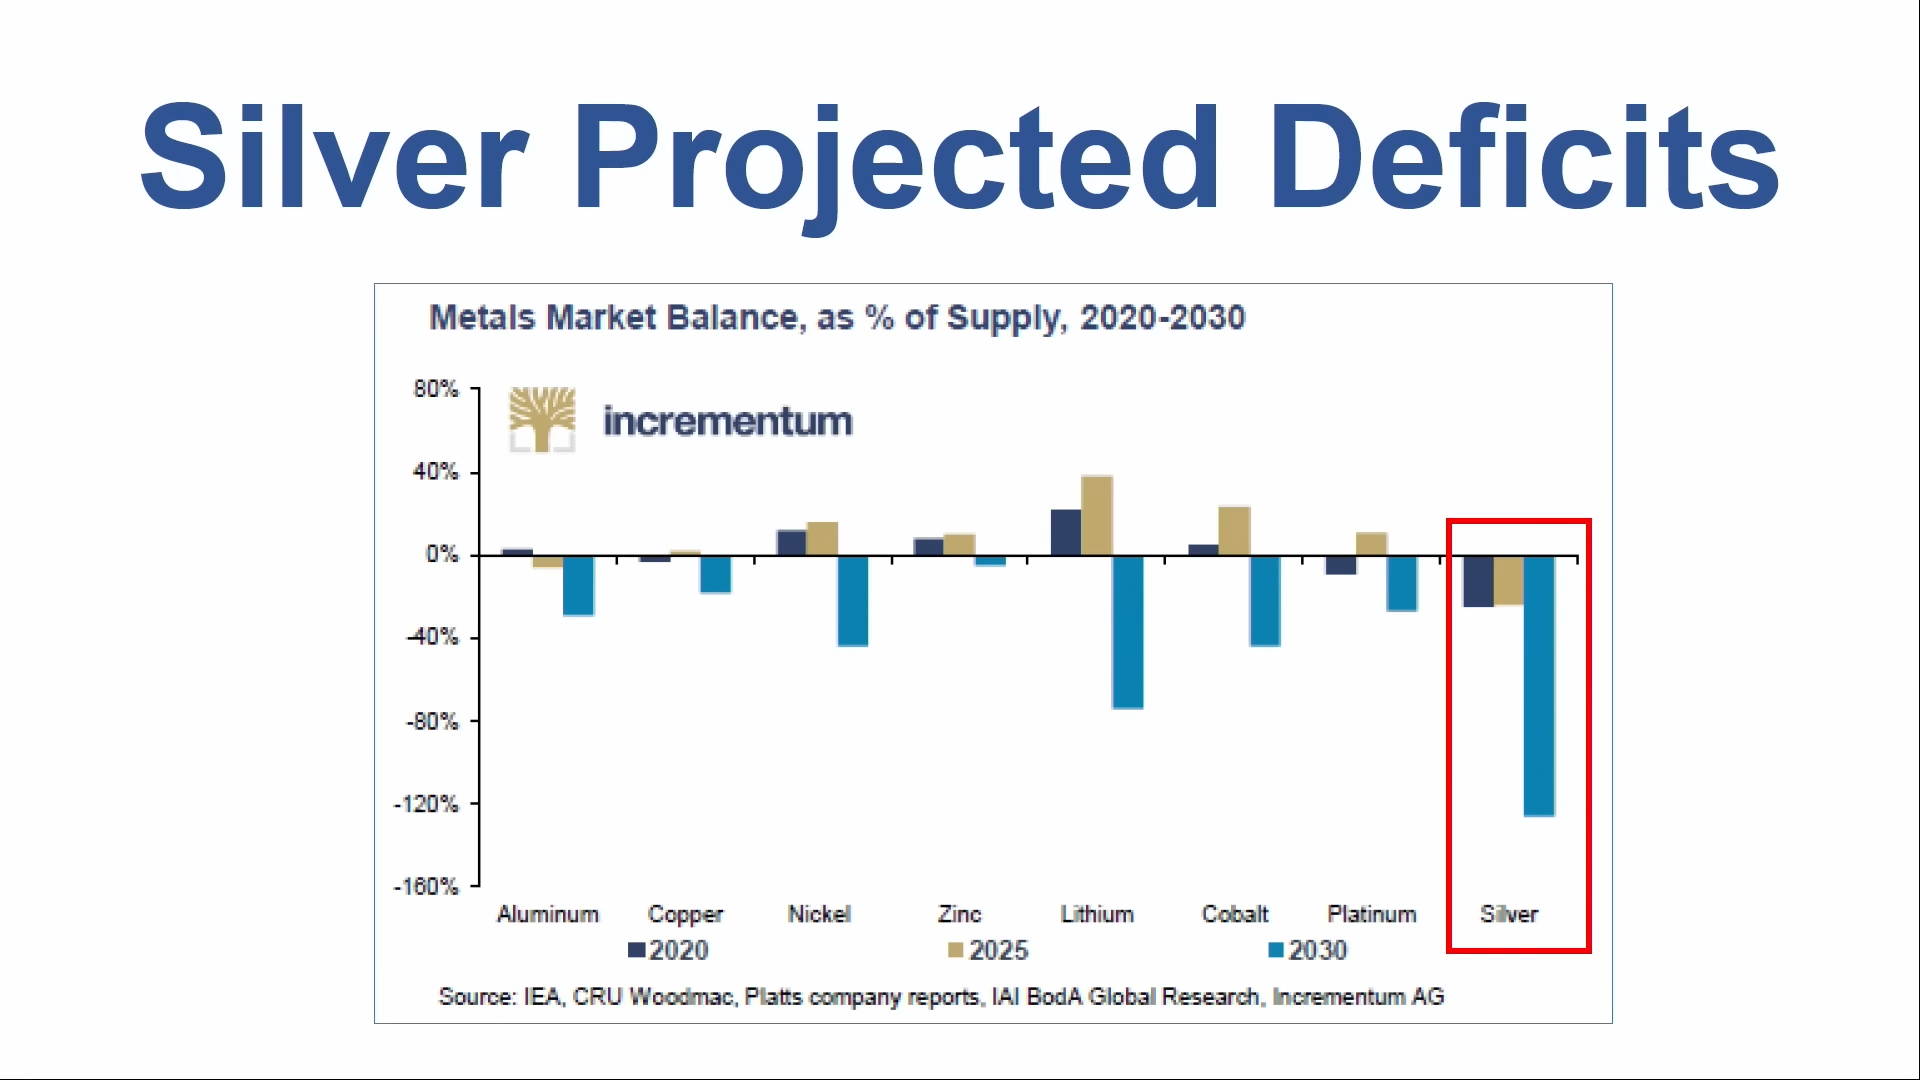 Silver Projected Deficits
Metals Market Balance, as % of Supply, 2020-2030
incrementum
80%
40%
0%
-40%
-80%
-120%
-160%
Aluminum Copper Nickel Zinc Lithium Cobalt Platinum Silver
2020 2025 2030
Source: IEA, CRU Woodmac, Platts company reports, IAI BodA Global Research, Incrementum AG